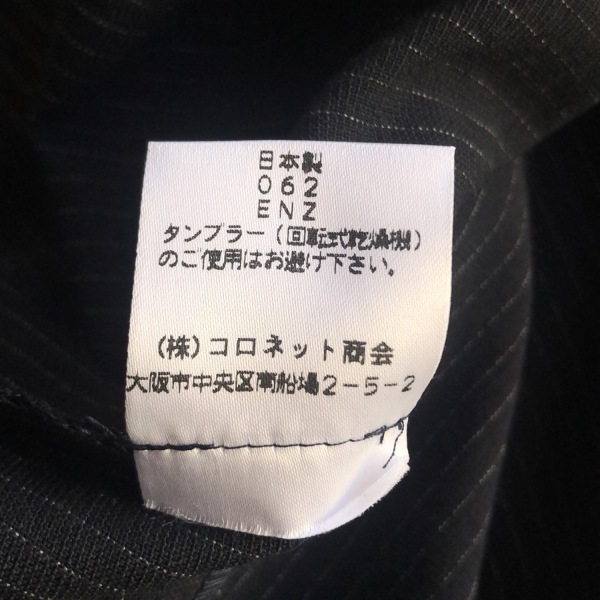 日本製
062
ENZ
タンブラー(回転式乾燥機)
のご使用はお避け下さい。
(株)コロネット商会
大阪市中央区南船場2-5-2